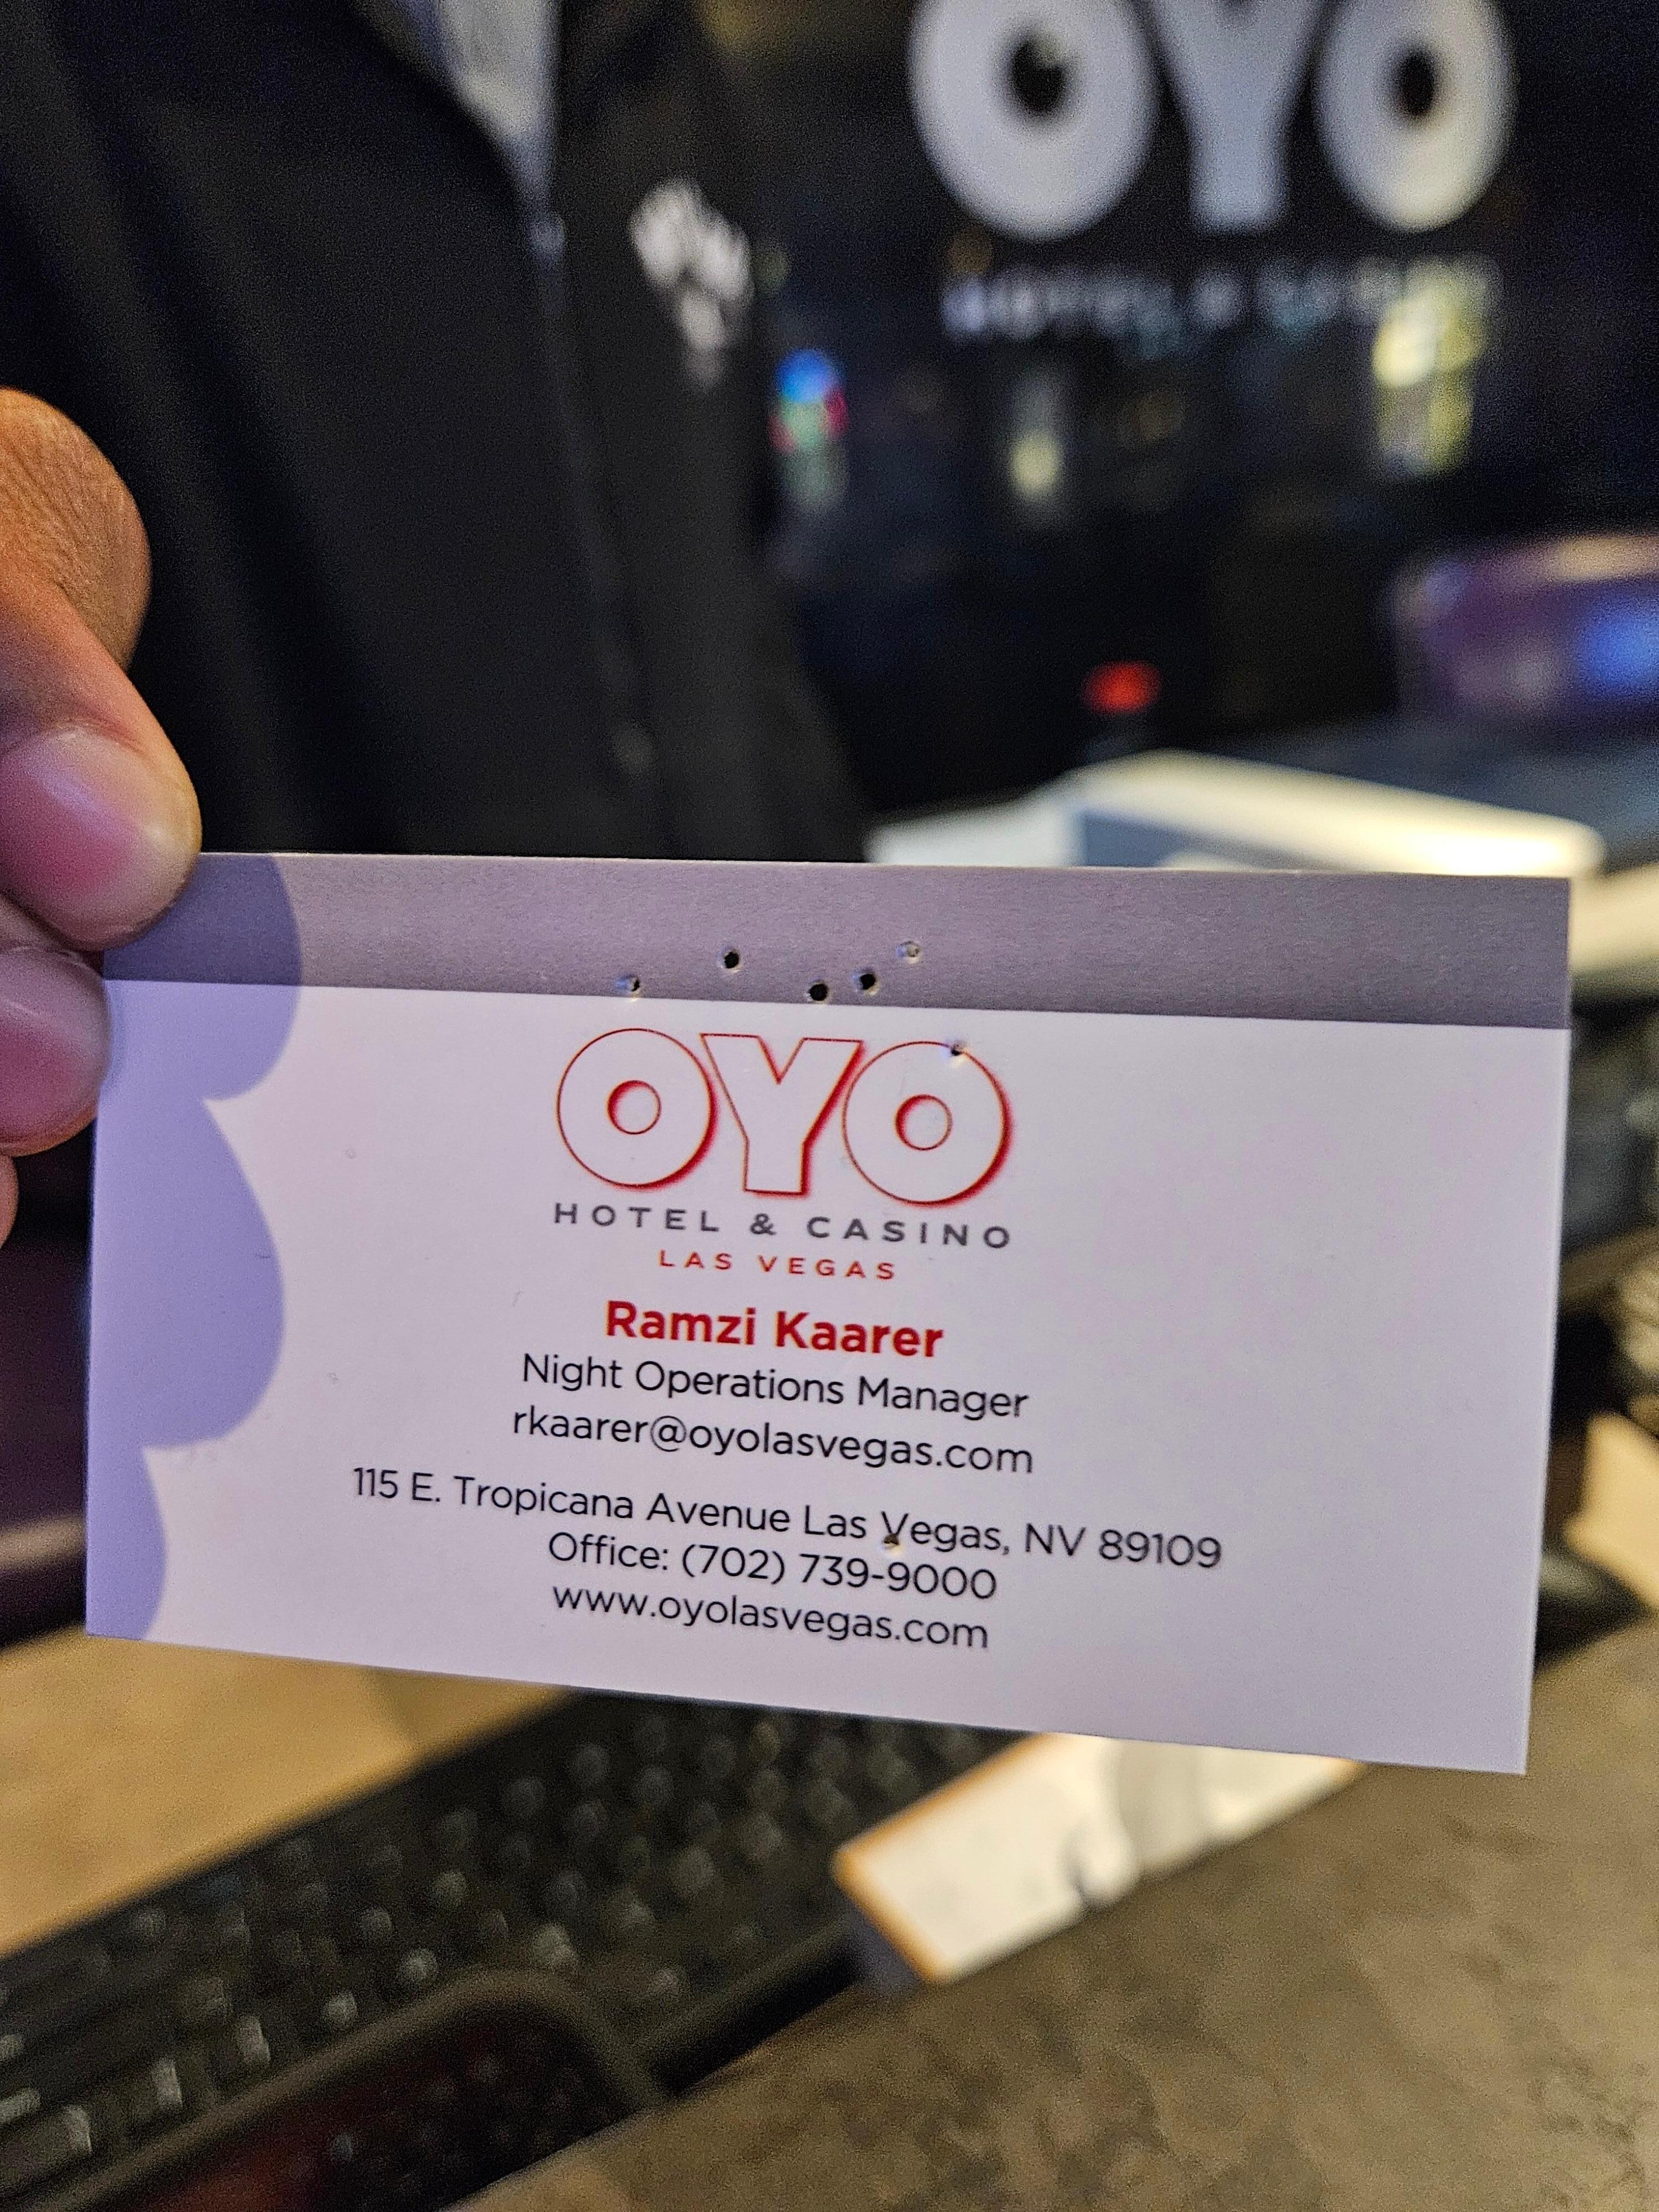 OYO
OYO
HOTEL & CASINO
LAS VEGAS
Ramzi Kaarer
Night Operations Manager
rkaarer@oyolasvegas.com
115 E. Tropicana Avenue Las Vegas, NV 89109
Office: (702) 739-9000
www.oyolasvegas.com